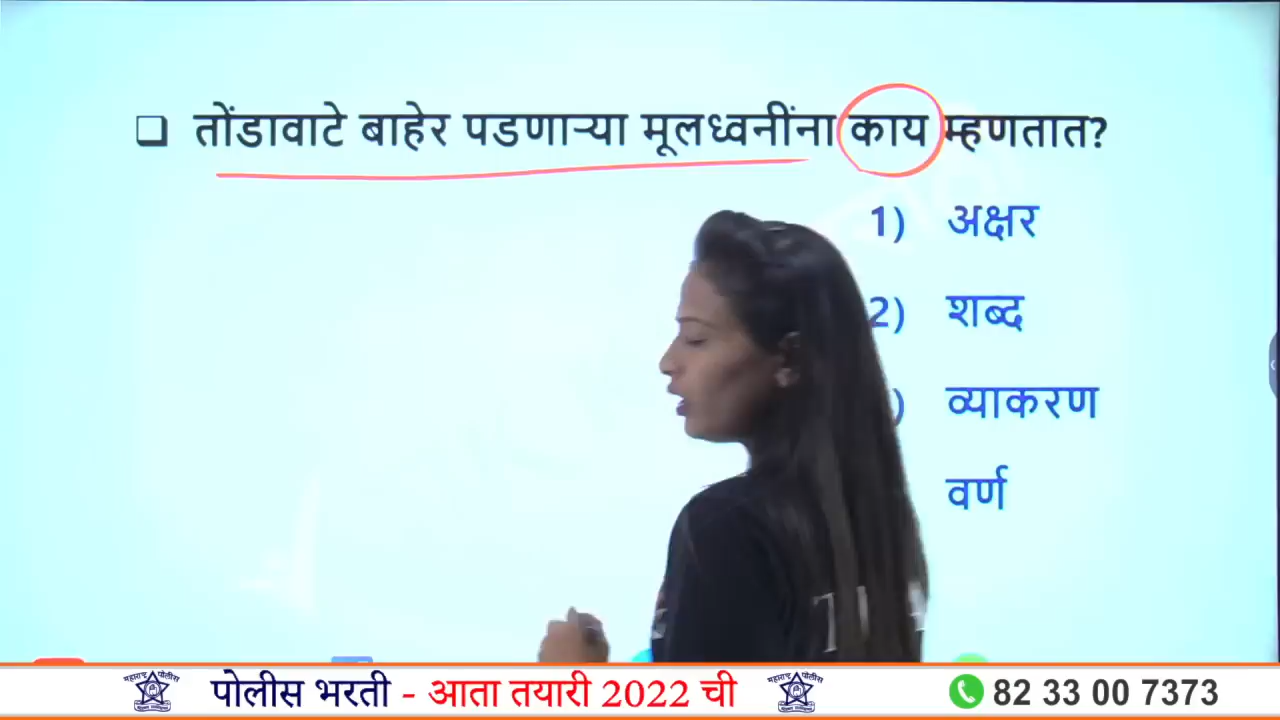 ❑ तोंडावाटे बाहेर पडणाऱ्या मूलध्वनींना काय म्हणतात?
1) अक्षर
2) शब्द
) व्याकरण
वर्ण
पोलीस भरती - आता तयारी 2022 ची
82 33 00 7373